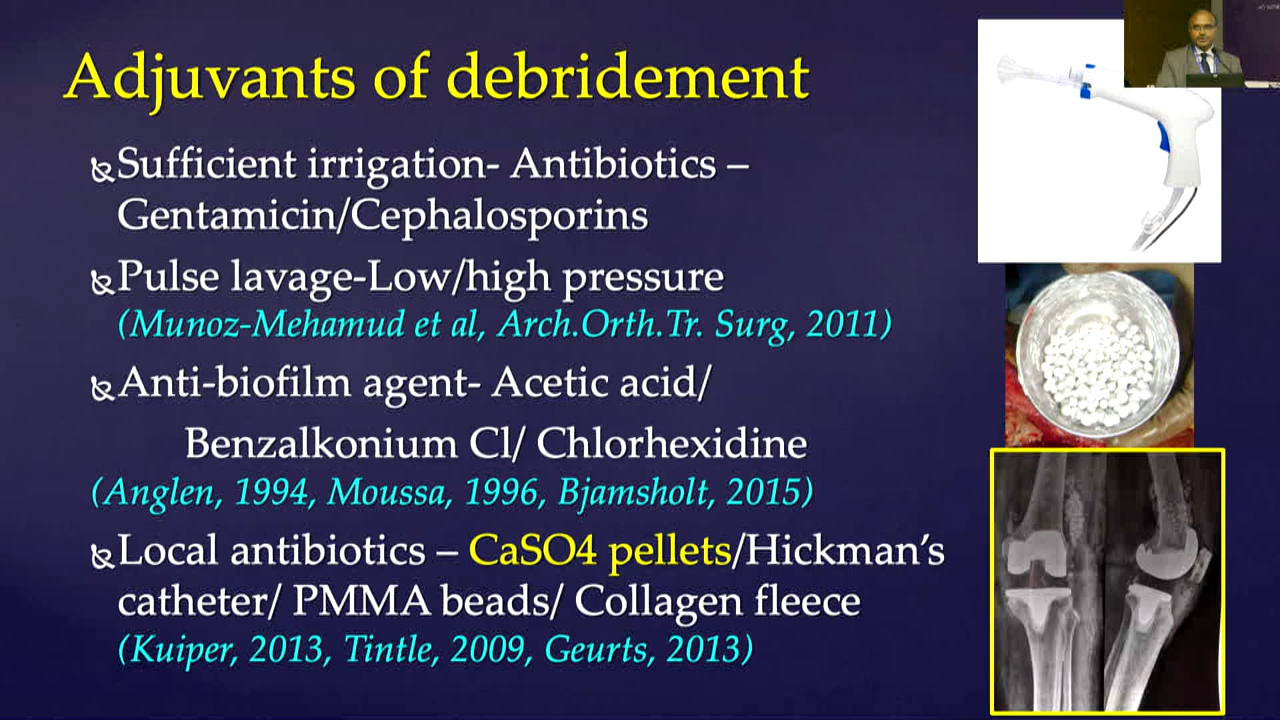 Adjuvants of debridement
Sufficient irrigation- Antibiotics –
Gentamicin/Cephalosporins
Pulse lavage-Low/high pressure
(Munoz-Mehamud et al, Arch.Orth.Tr. Surg, 2011)
Anti-biofilm agent- Acetic acid/
Benzalkonium Cl/ Chlorhexidine
(Anglen, 1994, Moussa, 1996, Bjamsholt, 2015)
Local antibiotics – CaSO4 pellets/Hickman’s
catheter/ PMMA beads/ Collagen fleece
(Kuiper, 2013, Tintle, 2009, Geurts, 2013)